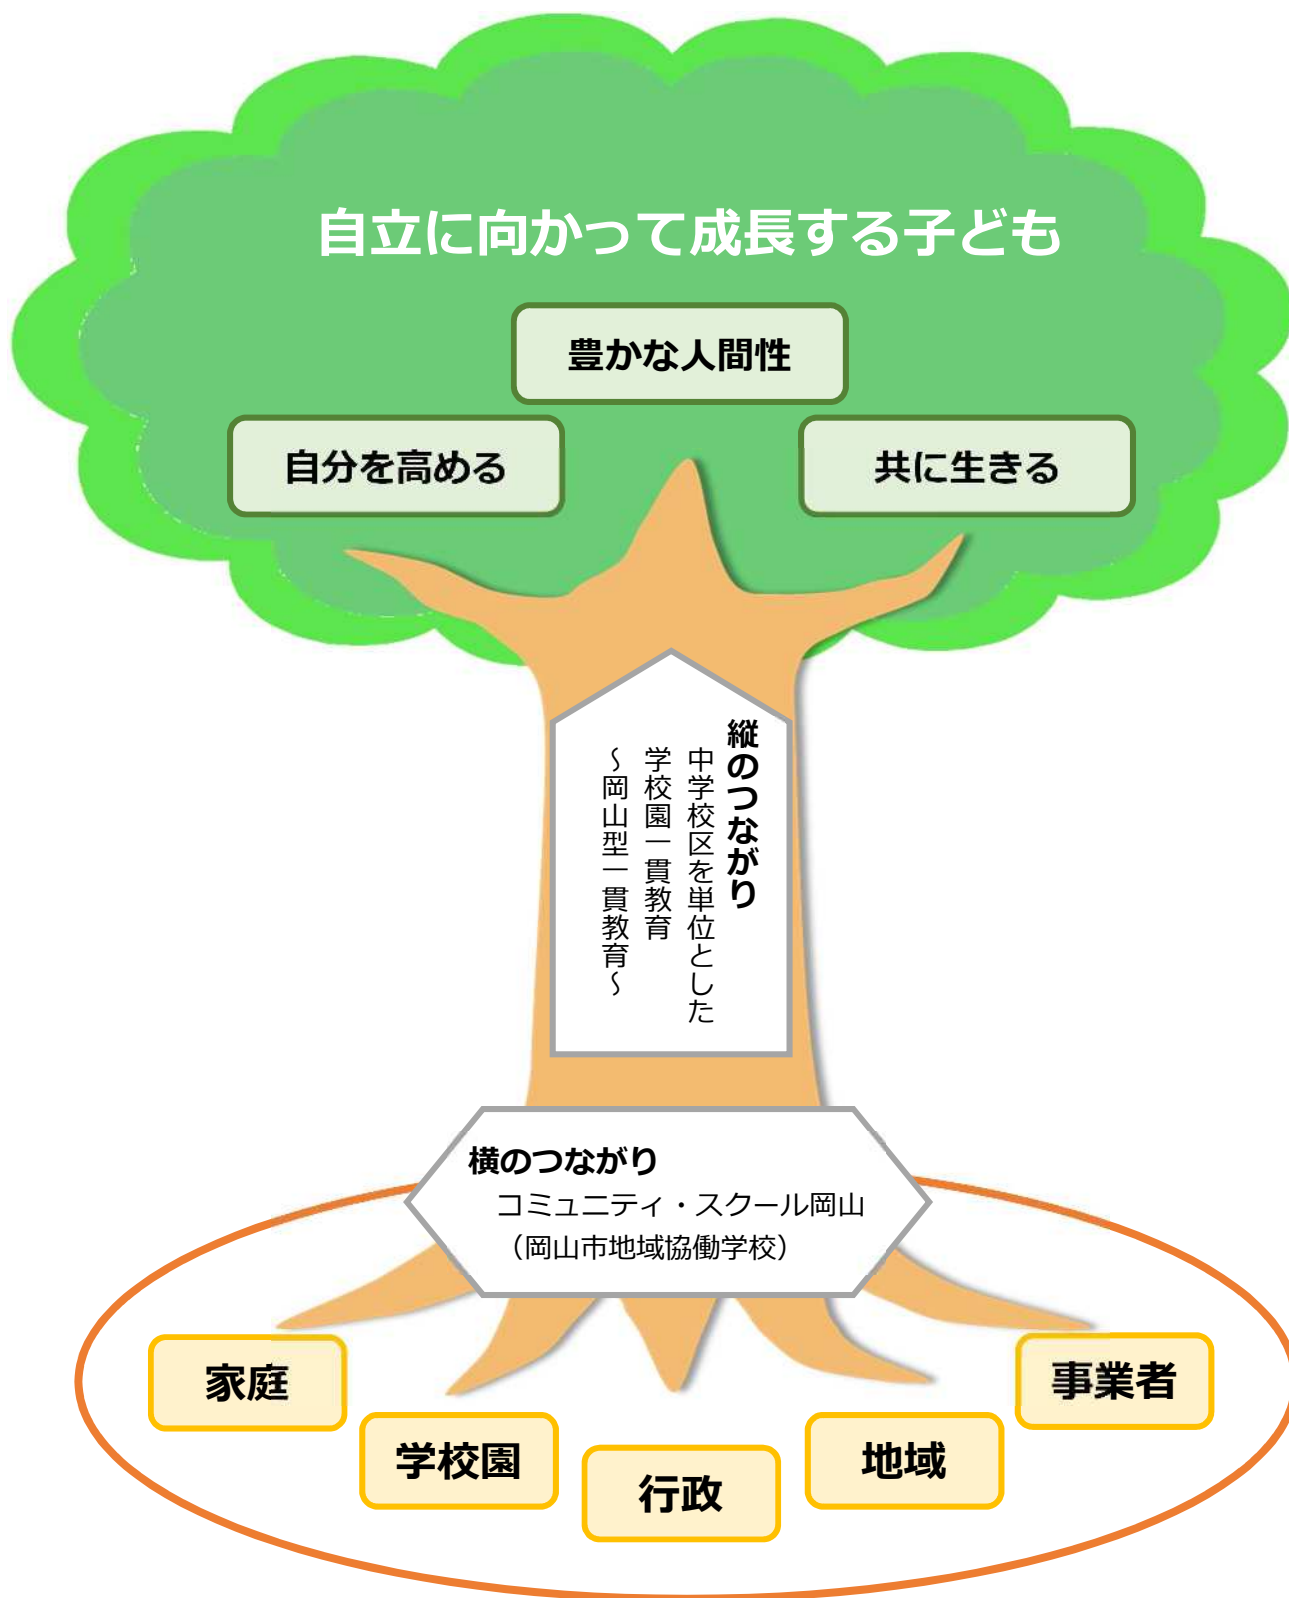 自立に向かって成長する子ども
豊かな人間性
自分を高める
共に生きる
縦のつながり
中学校区を単位とした
学校園一貫教育
～岡山型一貫教育～
横のつながり
コミュニティ・スクール岡山
（岡山市地域協働学校）
家庭
学校園
行政
地域
事業者